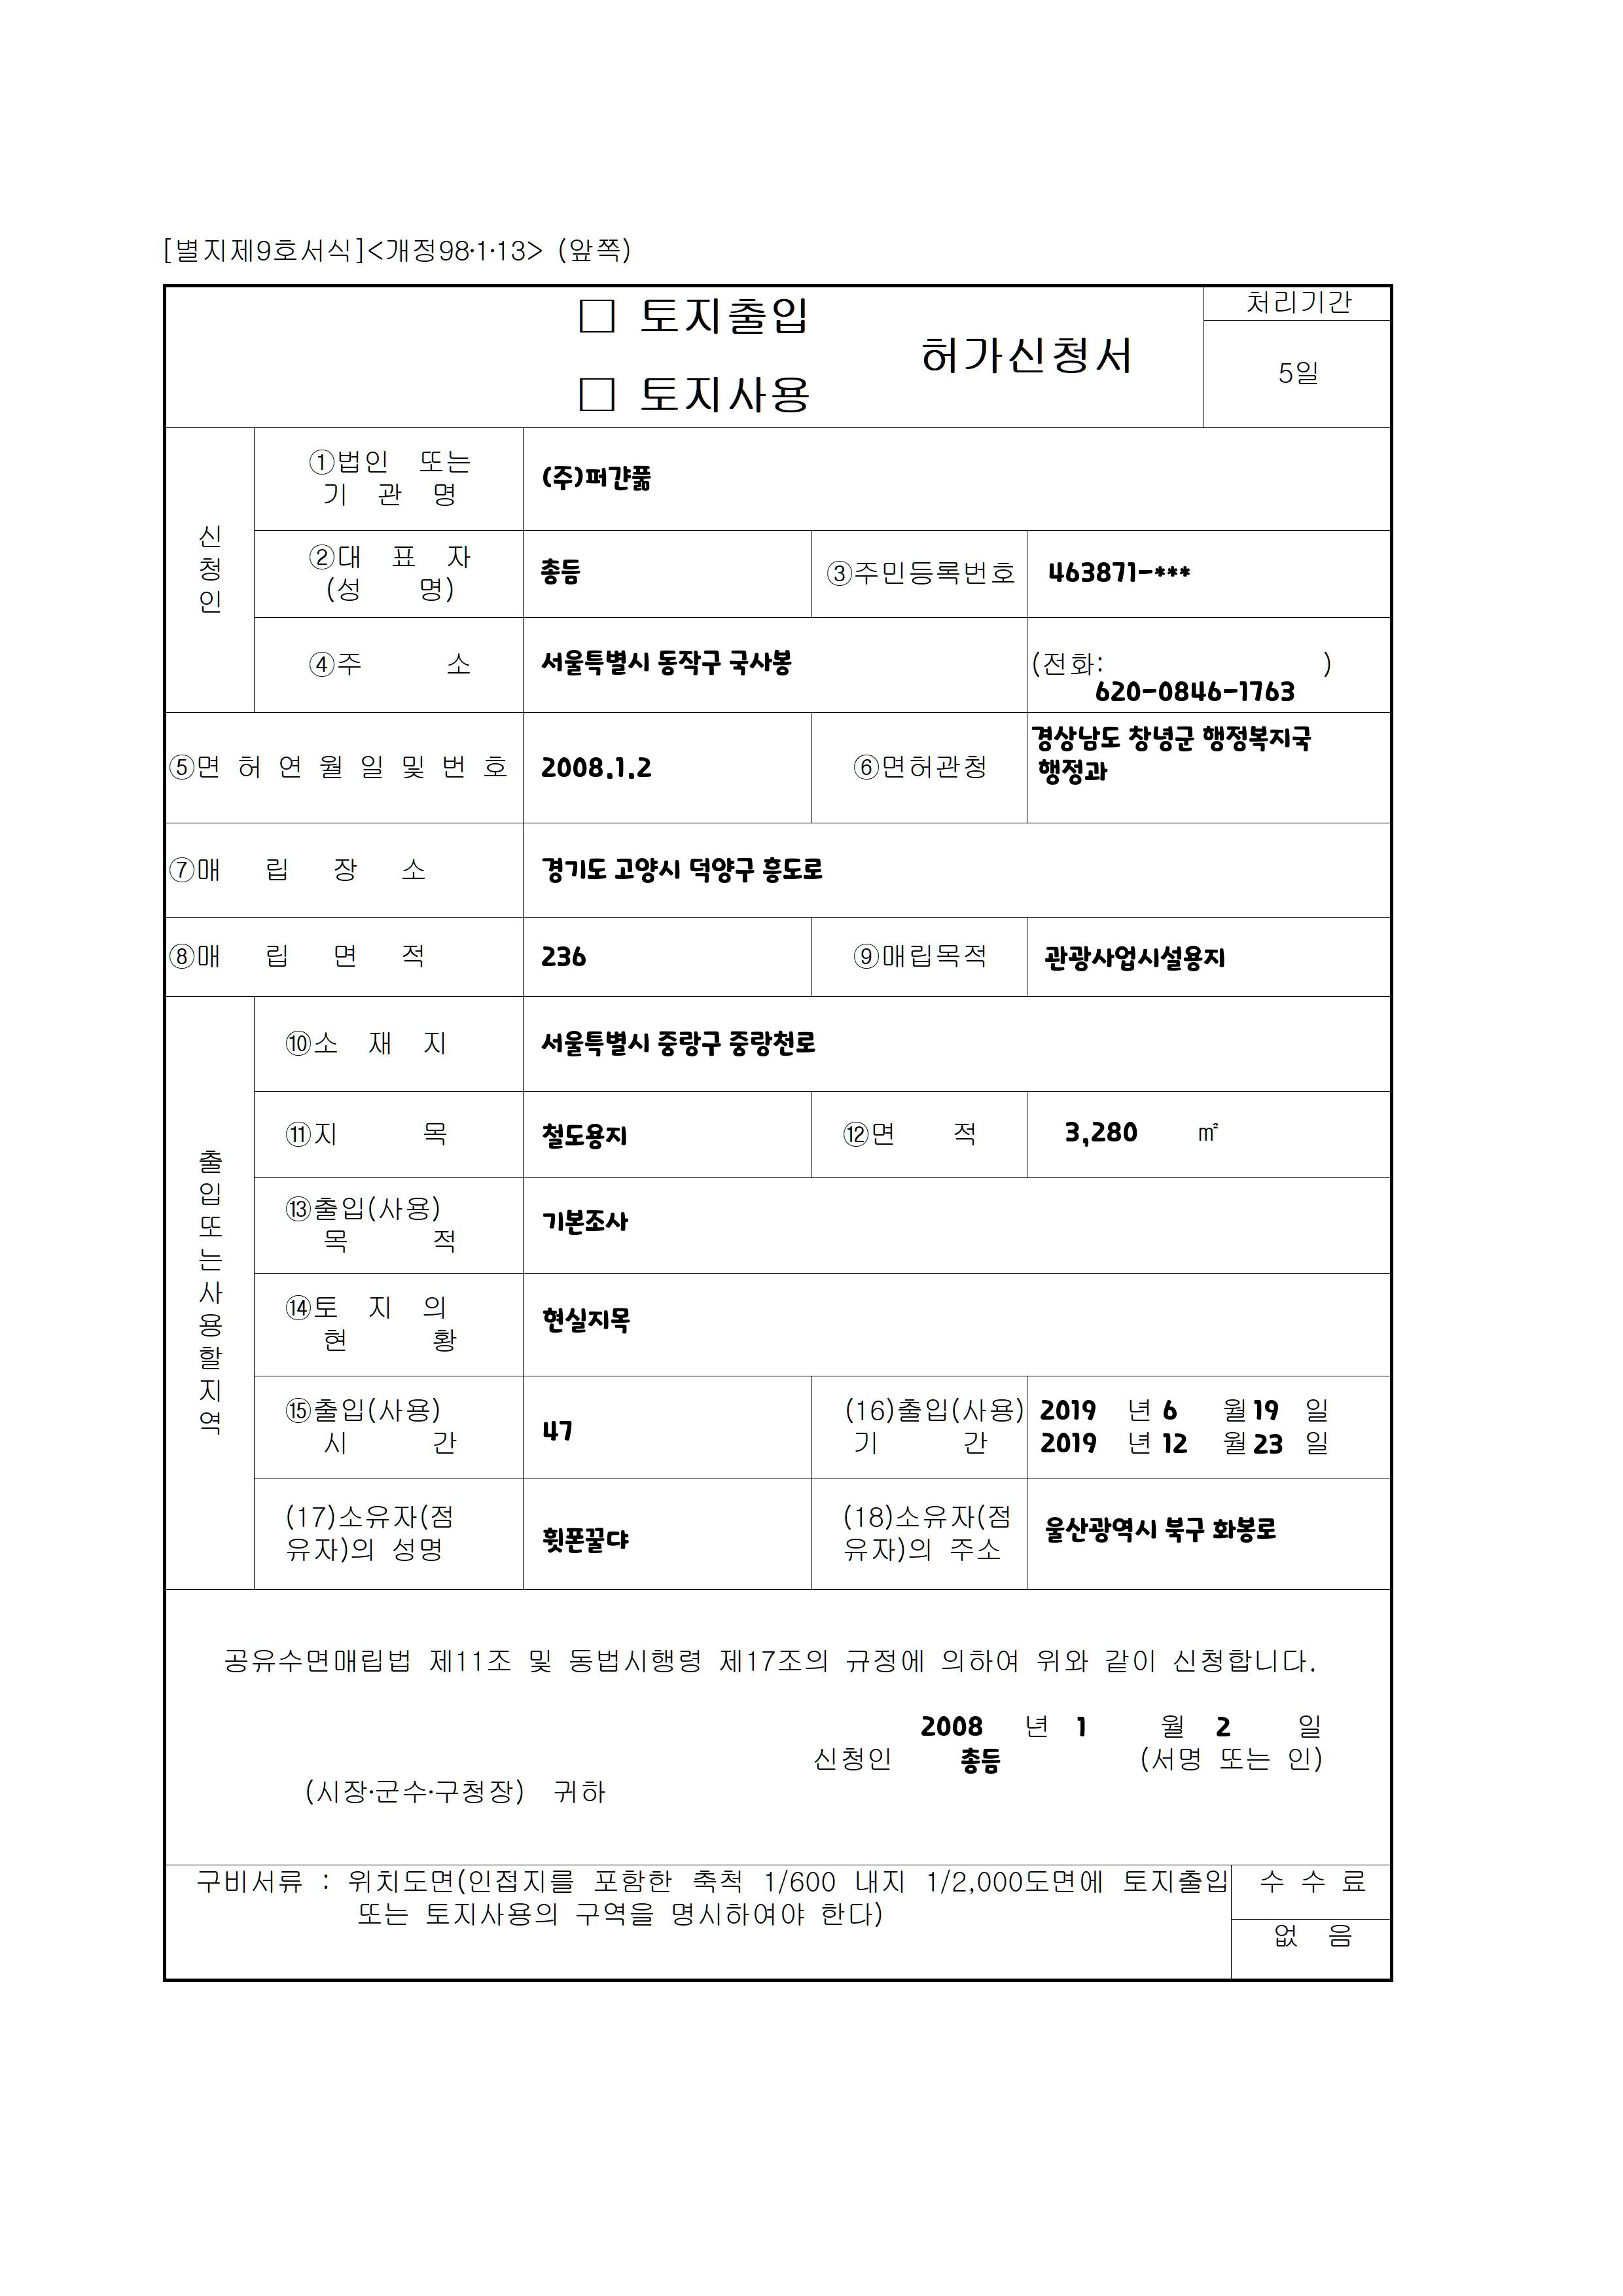 [별지제9호서식]<개정98·1·13> (앞쪽)
□ 토지출입
□ 토지사용
허가신청서
처리기간
5일
신청인
①법인 또는
기 관 명
(주)퍼걍풂
②대 표 자
(성 명)
총듬
③주민등록번호
463871-***
④주 소
서울특별시 동작구 국사봉
(전화: )
620-0846-1763
⑤면 허 연 월 일 및 번 호
2008.1.2
⑥면허관청
경상남도 창녕군 행정복지국
행정과
⑦매 립 장 소
경기도 고양시 덕양구 흥도로
⑧매 립 면 적
236
⑨매립목적
관광사업시설용지
출입또는사용할지역
⑩소 재 지
서울특별시 중랑구 중랑천로
⑪지 목
철도용지
⑫면 적
3,280 ㎡
⑬출입(사용)
목 적
기본조사
⑭토 지 의
현 황
현실지목
⑮출입(사용)
시 간
47
(16)출입(사용)
기 간
2019 년 6 월 19 일
2019 년 12 월 23 일
(17)소유자(점
유자)의 성명
윗폰꿀댜
(18)소유자(점
유자)의 주소
울산광역시 북구 화봉로
공유수면매립법 제11조 및 동법시행령 제17조의 규정에 의하여 위와 같이 신청합니다.
2008 년 1 월 2 일
신청인 총듬 (서명 또는 인)
(시장·군수·구청장) 귀하
구비서류 : 위치도면(인접지를 포함한 축척 1/600 내지 1/2,000도면에 토지출입
또는 토지사용의 구역을 명시하여야 한다)
수 수 료
없 음